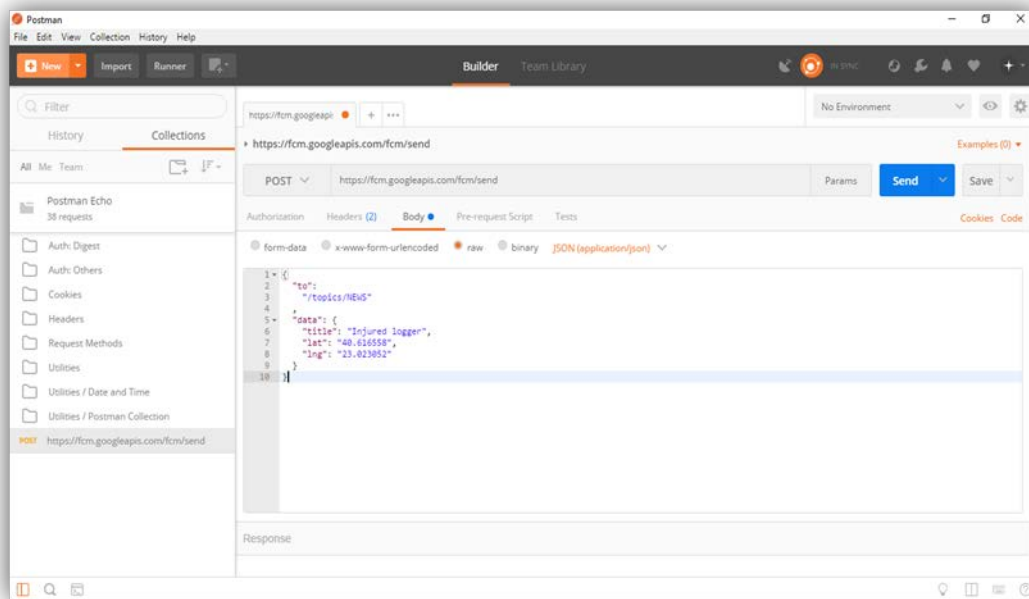 Postman
File Edit View Collection History Help
New Import Runner Builder Team Library IN SYNC
Filter
History Collections
All Me Team
Postman Echo
38 requests
Auth: Digest
Auth: Others
Cookies
Headers
Request Methods
Utilities
Utilities / Date and Time
Utilities / Postman Collection
POST https://fcm.googleapis.com/fcm/send
https://fcm.googleapi + ••• No Environment
https://fcm.googleapis.com/fcm/send Examples (0)
POST https://fcm.googleapis.com/fcm/send Params Send Save
Authorization Headers (2) Body Pre-request Script Tests Cookies Code
form-data x-www-form-urlencoded raw binary JSON (application/json)
1 {
2 "to":
3 "/topics/NEWS"
4 ,
5 "data": {
6 "title": "Injured logger",
7 "lat": "40.616558",
8 "lng": "23.023052"
9 }
10 }
Response